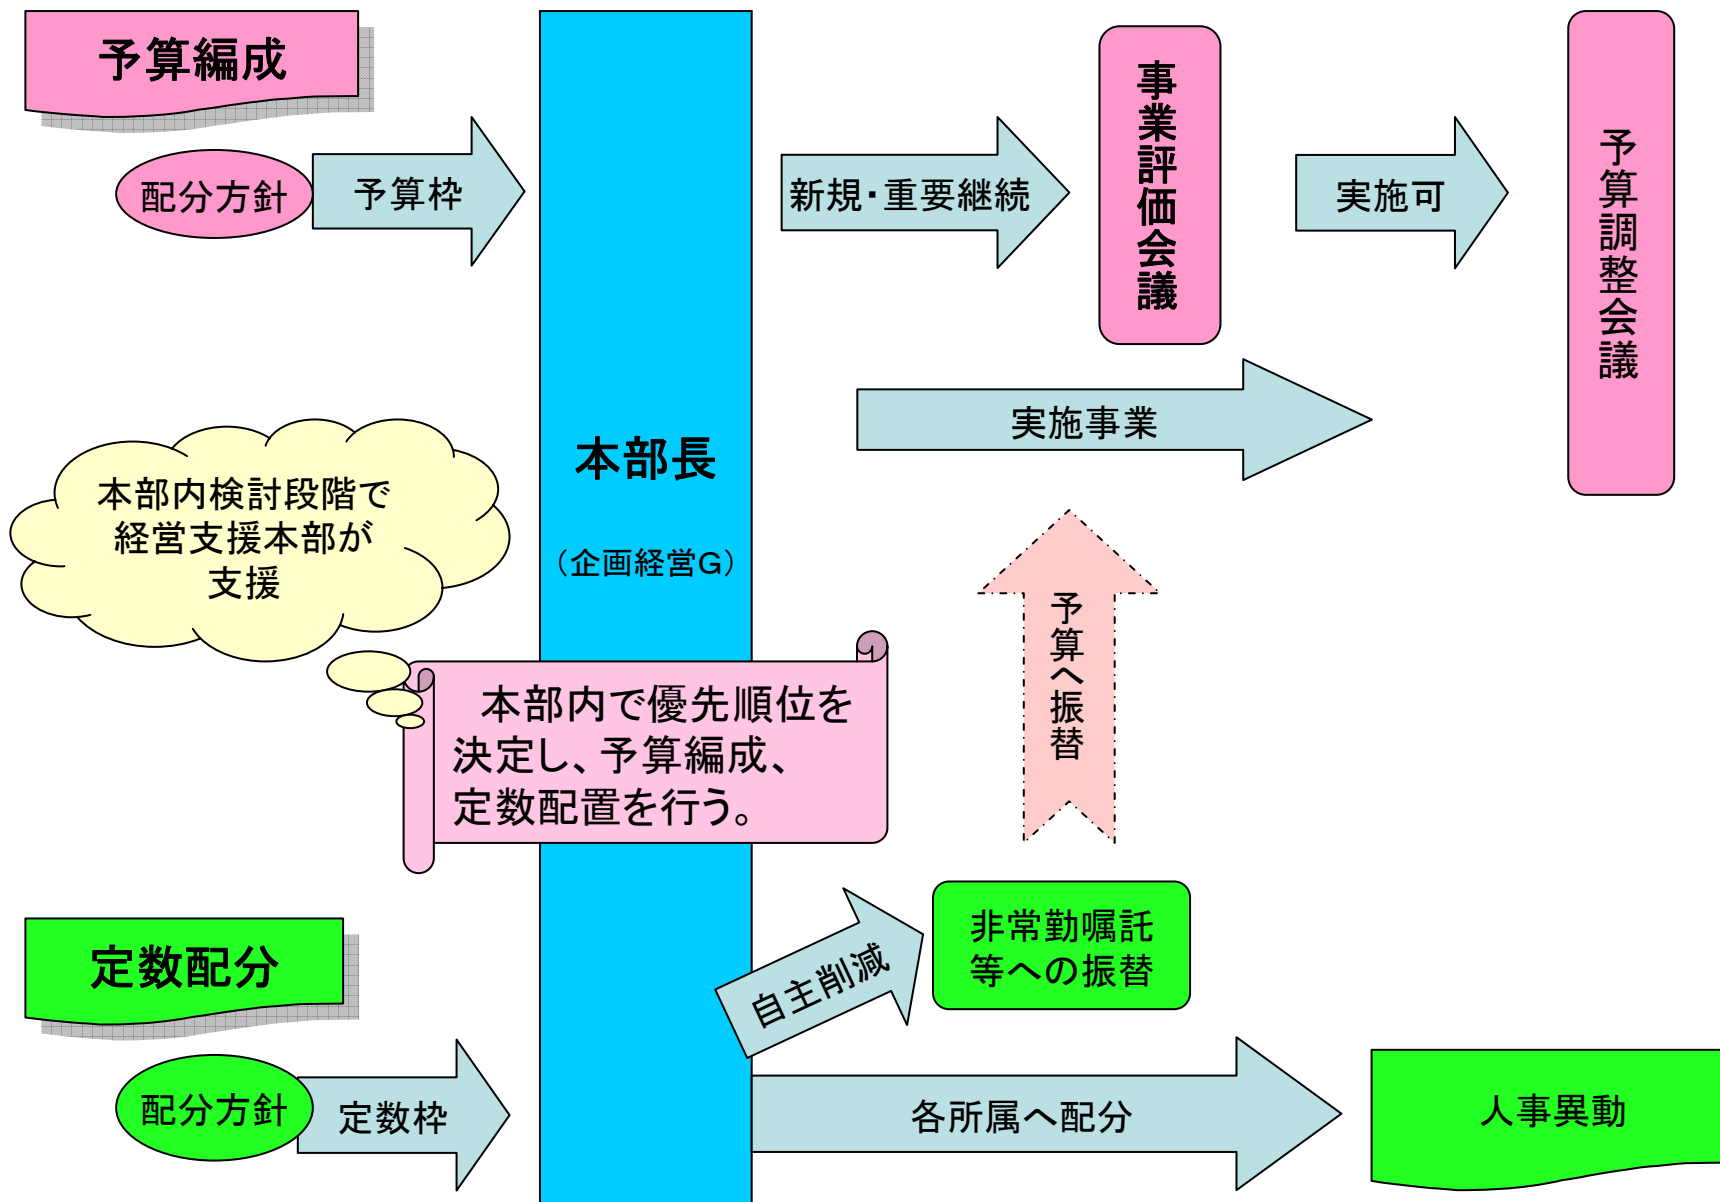 予算編成
配分方針
予算枠
新規・重要継続
事業評価会議
実施可
予算調整会議
実施事業
本部長
（企画経営Ｇ）
本部内検討段階で
経営支援本部が
支援
本部内で優先順位を
決定し、予算編成、
定数配置を行う。
予算へ振替
定数配分
配分方針
定数枠
自主削減
非常勤嘱託
等への振替
各所属へ配分
人事異動